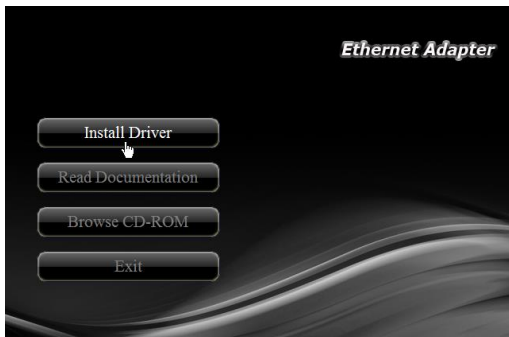 Ethernet Adapter
Install Driver
Read Documentation
Browse CD-ROM
Exit